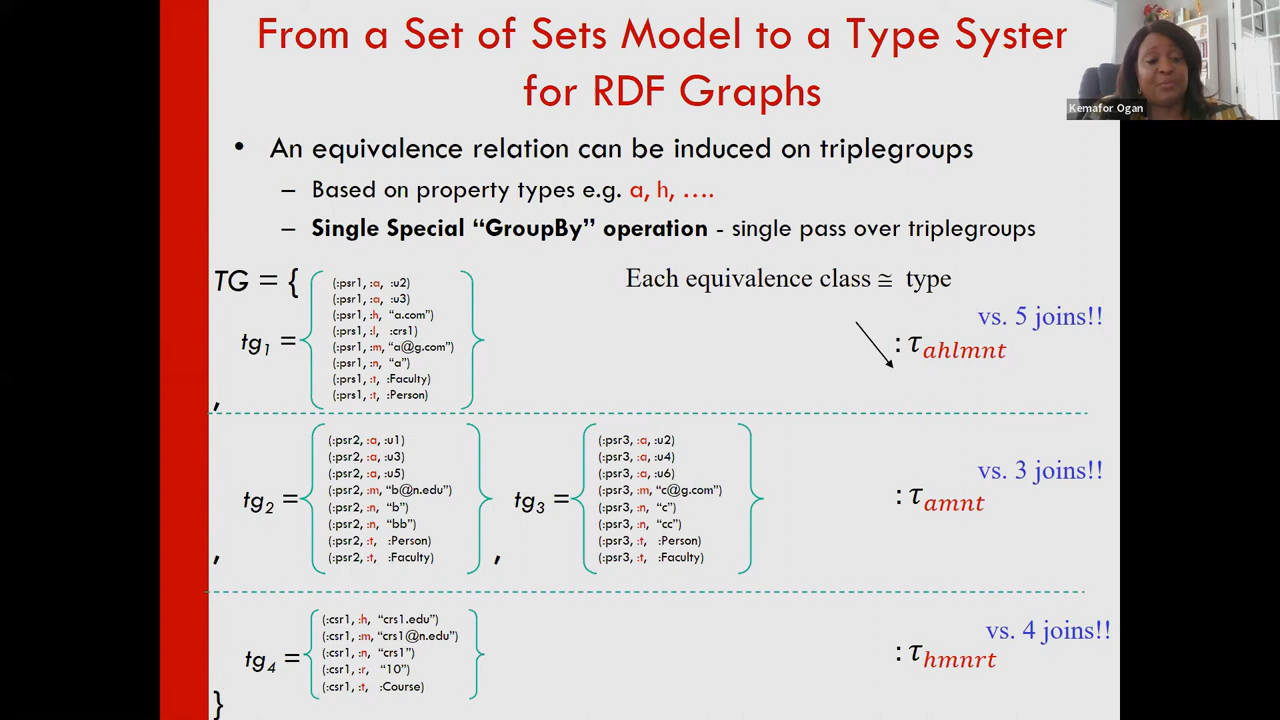 From a Set of Sets Model to a Type Syster
for RDF Graphs
Kemafor Ogan
• An equivalence relation can be induced on triplegroups
– Based on property types e.g. a, h, ….
– Single Special “GroupBy” operation - single pass over triplegroups
TG = {
Each equivalence class ≅ type
tg1 =
(:psr1, :a, :u2)
(:psr1, :a, :u3)
(:psr1, :h, “a.com”)
(:prs1, :l, :crs1)
(:psr1, :m, “a@g.com”)
(:psr1, :n, “a”)
(:prs1, :t, :Faculty)
(:prs1, :t, :Person)
vs. 5 joins!!
: τahlmnt
,
tg2 =
(:psr2, :a, :u1)
(:psr2, :a, :u3)
(:psr2, :a, :u5)
(:psr2, :m, “b@n.edu”)
(:psr2, :n, “b”)
(:psr2, :n, “bb”)
(:psr2, :t, :Person)
(:psr2, :t, :Faculty)
,
tg3 =
(:psr3, :a, :u2)
(:psr3, :a, :u4)
(:psr3, :a, :u6)
(:psr3, :m, “c@g.com”)
(:psr3, :n, “c”)
(:psr3, :n, “cc”)
(:psr3, :t, :Person)
(:psr3, :t, :Faculty)
,
vs. 3 joins!!
: τamnt
tg4 =
(:csr1, :h, “crs1.edu”)
(:csr1, :m, “crs1@n.edu”)
(:csr1, :n, “crs1”)
(:csr1, :r, “10”)
(:csr1, :t, :Course)
vs. 4 joins!!
: τhmnrt
}